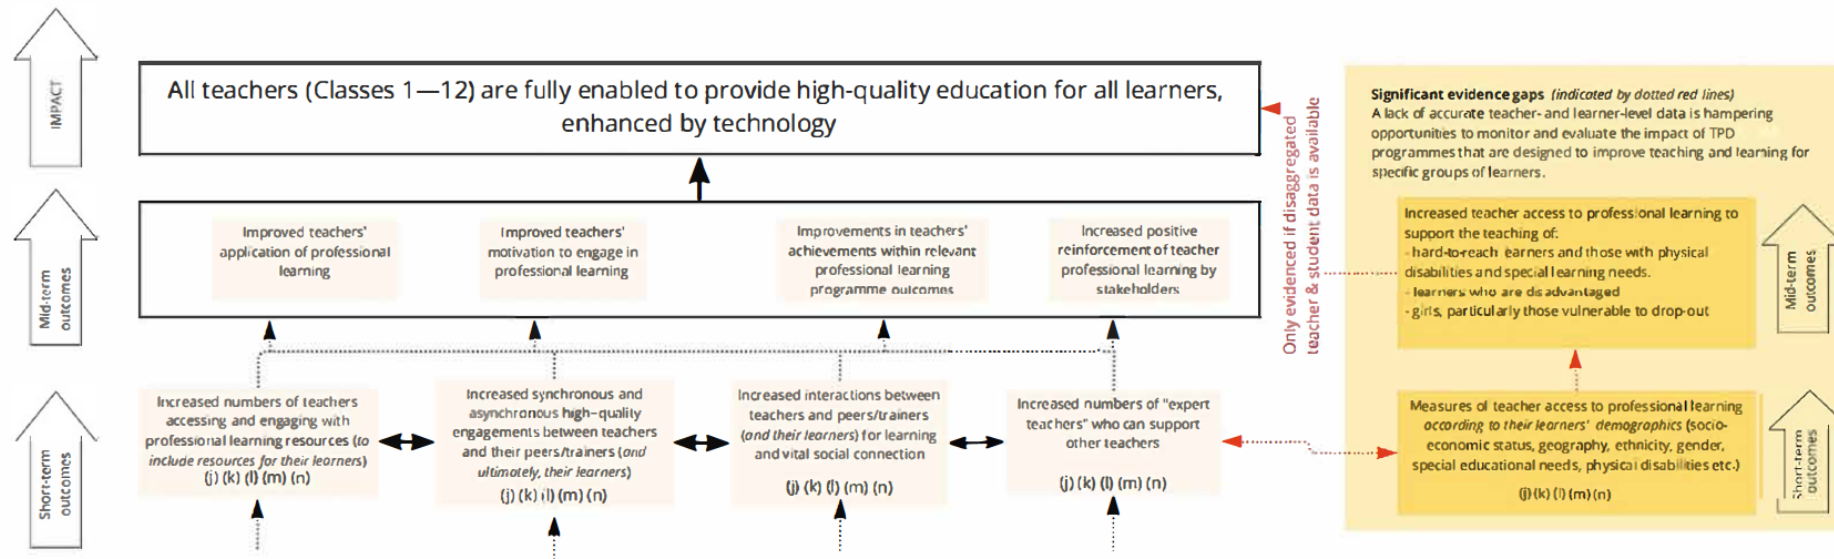 IMPACT
All teachers (Classes 1—12) are fully enabled to provide high-quality education for all learners,
enhanced by technology
Mid-term
outcomes
Improved teachers'
application of professional
learning
Improved teachers'
motivation to engage in
professional learning
Improvements in teachers'
achievements within relevant
professional learning
programme outcomes
Increased positive
reinforcement of teacher
professional learning by
stakeholders
Short-term
outcomes
Increased numbers of teachers
accessing and engaging with
professional learning resources (to
include resources for their learners)
(j) (k) (l) (m) (n)
Increased synchronous and
asynchronous high-quality
engagements between teachers
and their peers/trainers (and
ultimately, their learners)
(j) (k) (l) (m) (n)
Increased interactions between
teachers and peers/trainers
(and their learners) for learning
and vital social connection
(j) (k) (l) (m) (n)
Increased numbers of "expert
teachers" who can support
other teachers
(j) (k) (l) (m) (n)
Only evidenced if disaggregated
teacher & student data is available
Significant evidence gaps (indicated by dotted red lines)
A lack of accurate teacher- and learner-level data is hampering
opportunities to monitor and evaluate the impact of TPD
programmes that are designed to improve teaching and learning for
specific groups of learners.
Increased teacher access to professional learning to
support the teaching of:
- hard-to-reach learners and those with physical
disabilities and special learning needs.
- learners who are disadvantaged
- girls, particularly those vulnerable to drop-out
Mid-term
outcomes
Measures of teacher access to professional learning
according to their learners' demographics (socio-
economic status, geography, ethnicity, gender,
special educational needs, physical disabilities etc.)
(j) (k) (l) (m) (n)
Short-term
outcomes